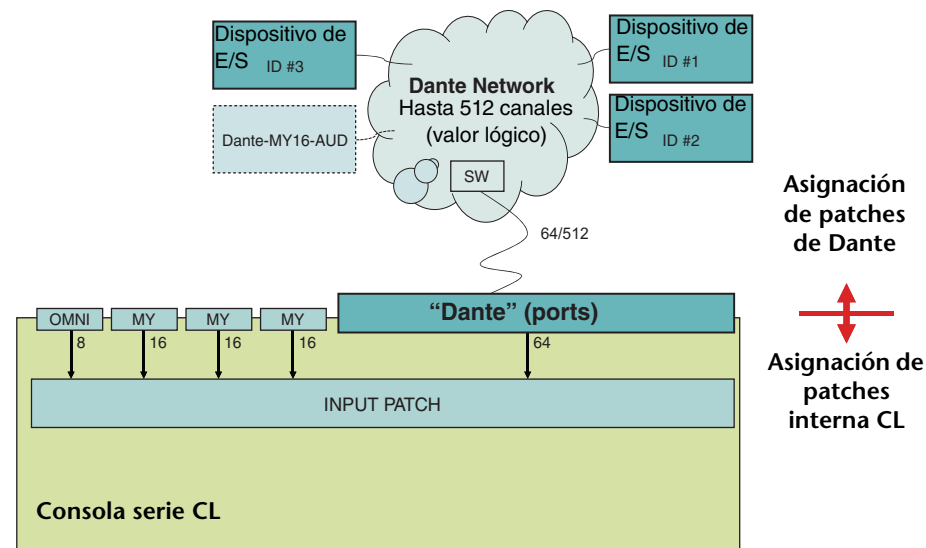 Dispositivo de
E/S ID #3
Dante-MY16-AUD
Dante Network
Hasta 512 canales
(valor lógico)
SW
Dispositivo de
E/S ID #1
Dispositivo de
E/S ID #2
64/512
Asignación
de patches
de Dante
Asignación de
patches
interna CL
OMNI
MY
MY
MY
“Dante” (ports)
8
16
16
16
64
INPUT PATCH
Consola serie CL